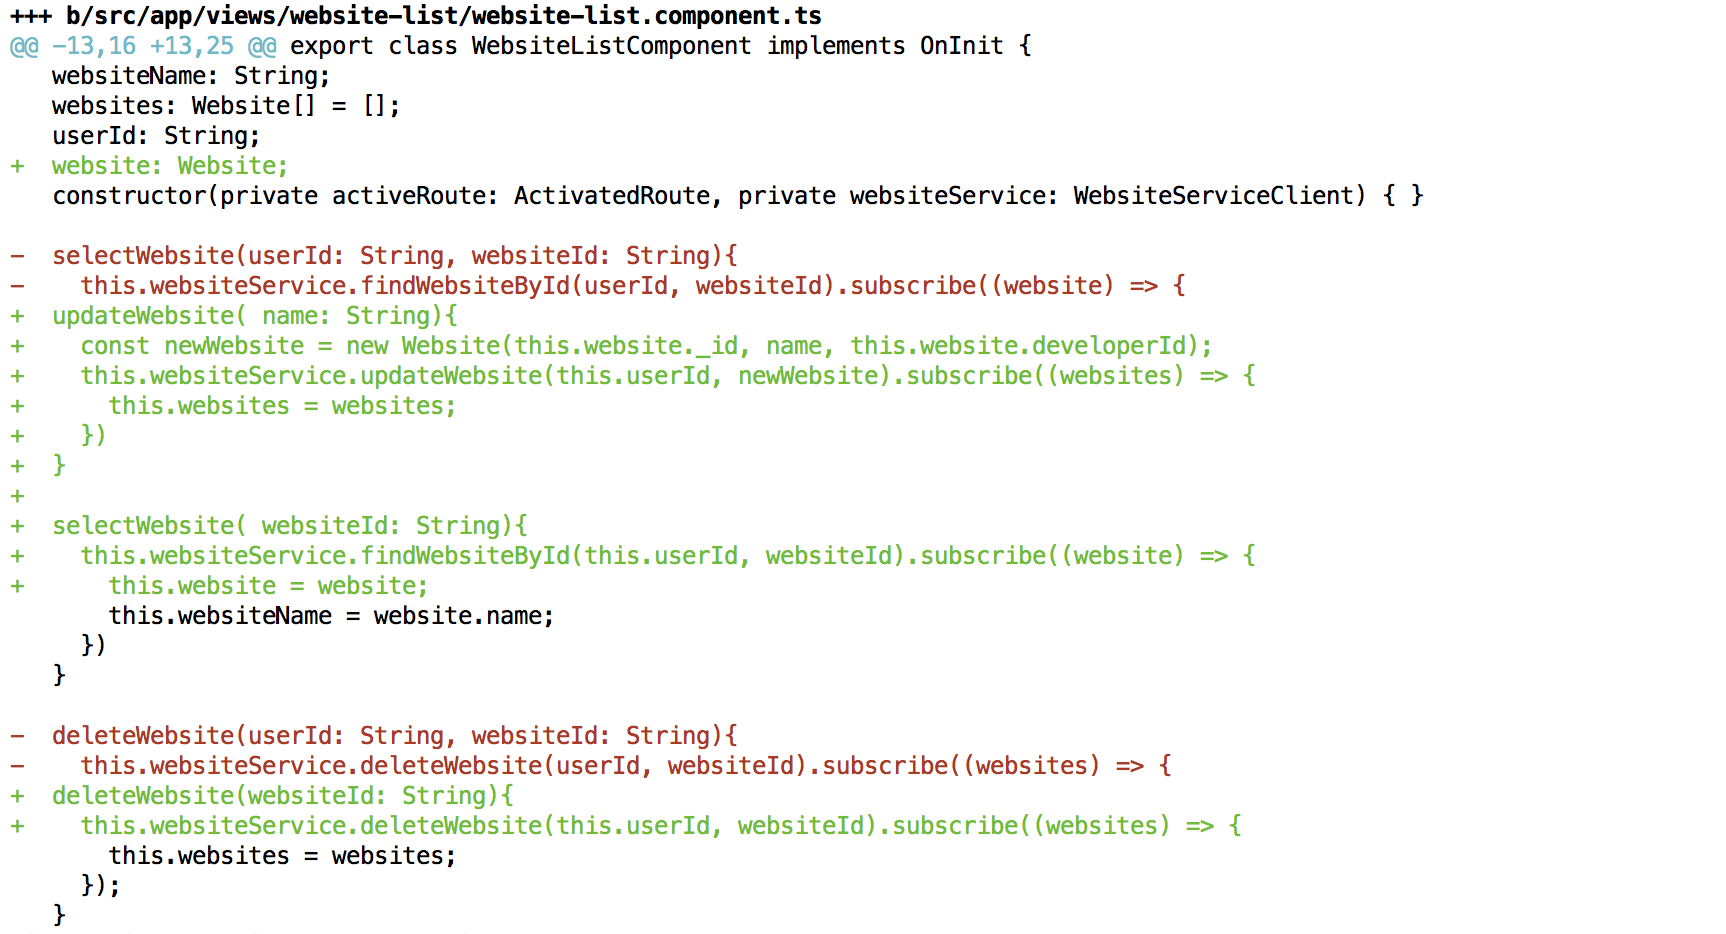 +++ b/src/app/views/website-list/website-list.component.ts
@@ -13,16 +13,25 @@ export class WebsiteListComponent implements OnInit {
   websiteName: String;
   websites: Website[] = [];
   userId: String;
+  website: Website;
   constructor(private activeRoute: ActivatedRoute, private websiteService: WebsiteServiceClient) { }

-  selectWebsite(userId: String, websiteId: String){
-    this.websiteService.findWebsiteById(userId, websiteId).subscribe((website) => {
+  updateWebsite( name: String){
+    const newWebsite = new Website(this.website._id, name, this.website.developerId);
+    this.websiteService.updateWebsite(this.userId, newWebsite).subscribe((websites) => {
+      this.websites = websites;
+    })
+  }
+
+  selectWebsite( websiteId: String){
+    this.websiteService.findWebsiteById(this.userId, websiteId).subscribe((website) => {
+      this.website = website;
       this.websiteName = website.name;
     })
   }

-  deleteWebsite(userId: String, websiteId: String){
-    this.websiteService.deleteWebsite(userId, websiteId).subscribe((websites) => {
+  deleteWebsite(websiteId: String){
+    this.websiteService.deleteWebsite(this.userId, websiteId).subscribe((websites) => {
       this.websites = websites;
     });
   }